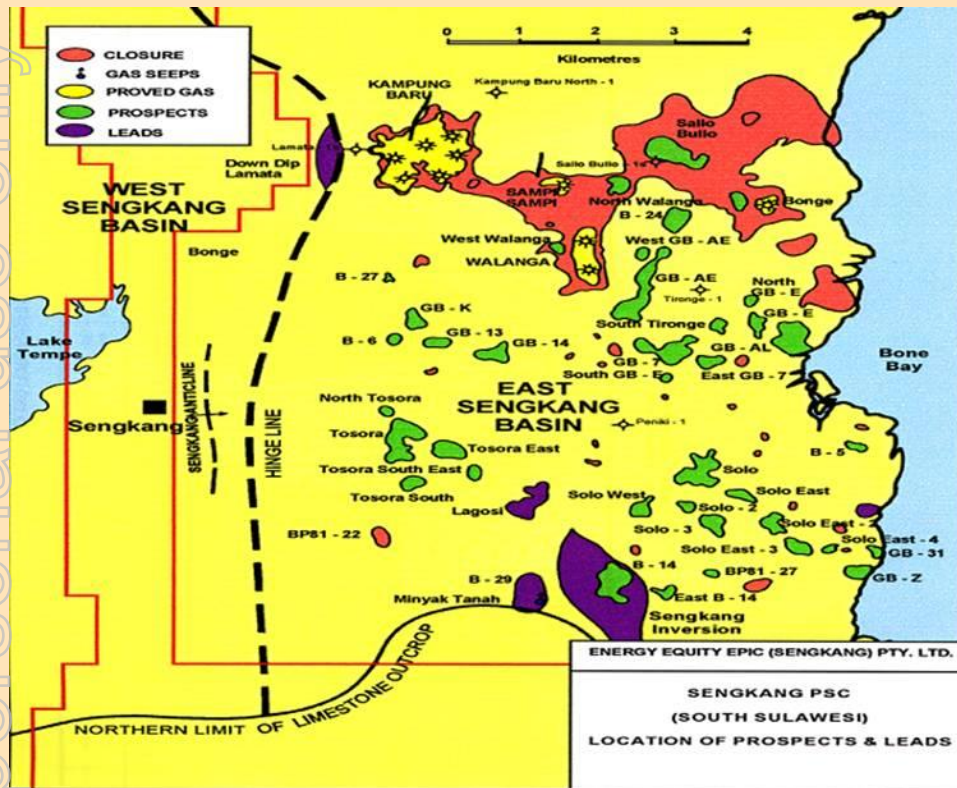 CLOSURE
GAS SEEPS
PROVED GAS
PROSPECTS
LEADS
0 1 2 4
Kilometres
KAMPUNG
BARU
Kampung Baru North - 1
Lamata - 1
Down Dip
Lamata
Sallo
Bullo
Sallo Bullo - 1
WEST
SENGKANG
BASIN
SAMPI
SAMPI
North Walanga
Bonge
B - 24
West Walanga
WALANGA
West GB - AE
Bonge
B - 27
GB - AE
Tironge - 1
North
GB - E
GB - K
GB - E
South Tironge
Lake
Tempe
B - 6
GB - 13
GB - 14
GB - AL
GB - 7
East GB - 7
South GB - E
Bone
Bay
EAST
SENGKANG
BASIN
Sengkang
SENGKANG ANTICLINE
HINGE LINE
North Tosora
Peniki - 1
Tosora
Tosora East
B - 5
Tosora South East
Tosora South
Solo
Solo West
Solo East
Lagosi
Solo - 2
Solo - 3
Solo East - 2
BP81 - 22
Solo East - 3
Solo East - 4
GB - 31
B - 14
BP81 - 27
GB - Z
B - 29
Minyak Tanah
East B - 14
Sengkang
Inversion
NORTHERN LIMIT OF LIMESTONE OUTCROP
ENERGY EQUITY EPIC (SENGKANG) PTY. LTD.
SENGKANG PSC
(SOUTH SULAWESI)
LOCATION OF PROSPECTS & LEADS